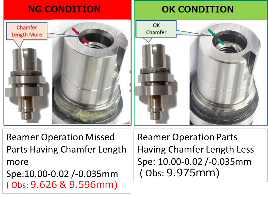 NG CONDITION
OK CONDITION
Chamfer
Length More
OK
Chamfer
Reamer Operation Missed
Parts Having Chamfer Length
more
Spe:10.00-0.02 /-0.035mm
( Obs: 9.626 & 9.596mm)
Reamer Operation Parts
Having Chamfer Length Less
Spe: 10.00-0.02 /-0.035mm
( Obs: 9.975mm)